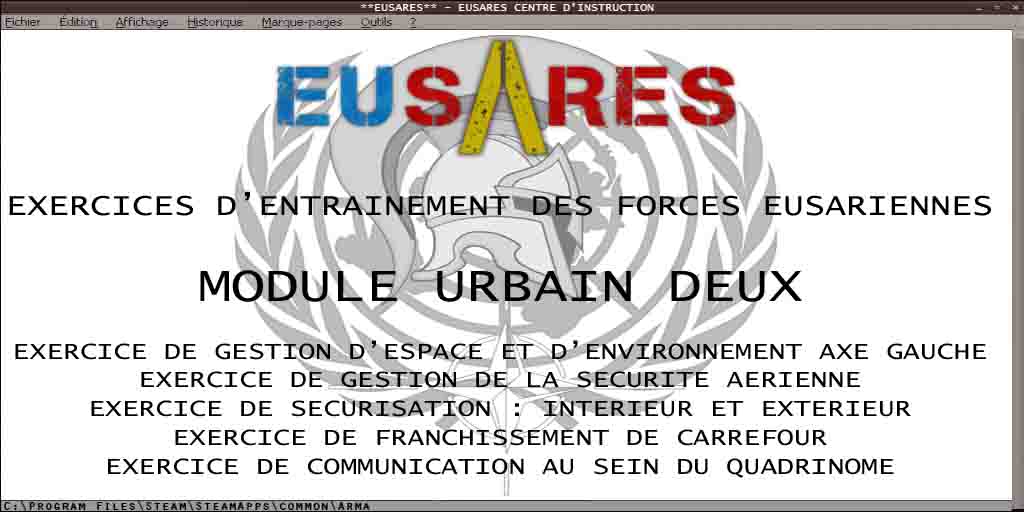 **EUSARES** - EUSARES CENTRE D'INSTRUCTION
Fichier Édition Affichage Historique Marque-pages Outils ?
EUSARES
EXERCICES D'ENTRAINEMENT DES FORCES EUSARIENNES
MODULE URBAIN DEUX
EXERCICE DE GESTION D'ESPACE ET D'ENVIRONNEMENT AXE GAUCHE
EXERCICE DE GESTION DE LA SECURITE AERIENNE
EXERCICE DE SECURISATION : INTERIEUR ET EXTERIEUR
EXERCICE DE FRANCHISSEMENT DE CARREFOUR
EXERCICE DE COMMUNICATION AU SEIN DU QUADRINOME
C:\Program Files\Steam\SteamApps\common\Arma